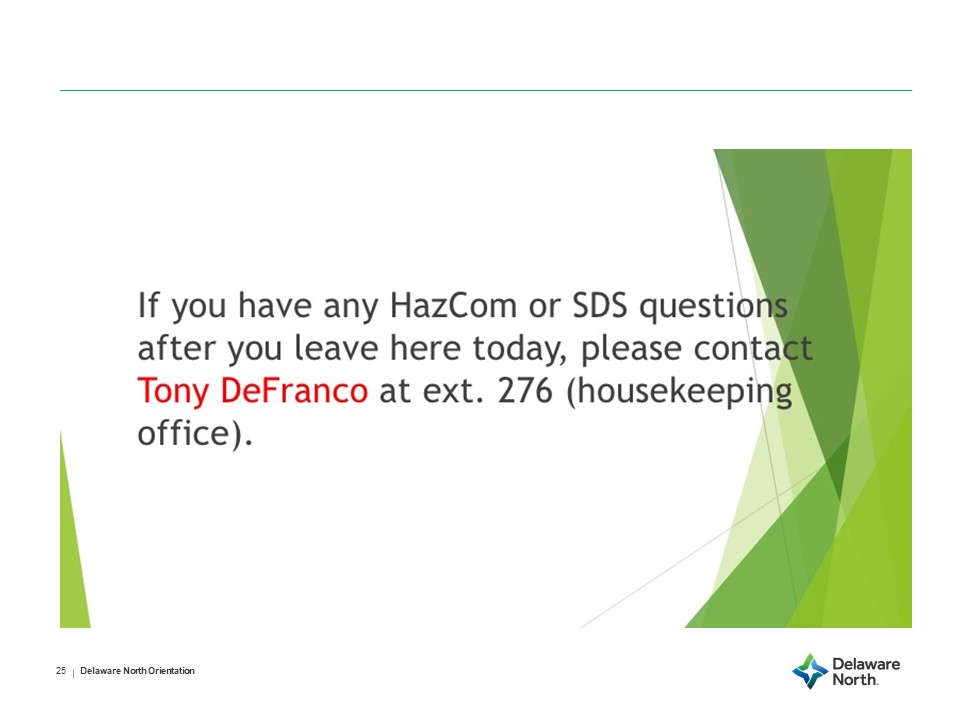 If you have any HazCom or SDS questions
after you leave here today, please contact
Tony DeFranco at ext. 276 (housekeeping
office).
25 | Delaware North Orientation
Delaware
North.